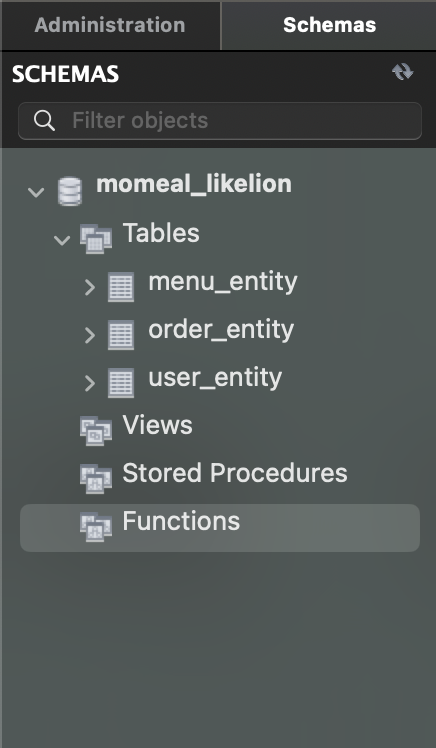 Administration Schemas
SCHEMAS
Filter objects
momeal_likelion
Tables
menu_entity
order_entity
user_entity
Views
Stored Procedures
Functions